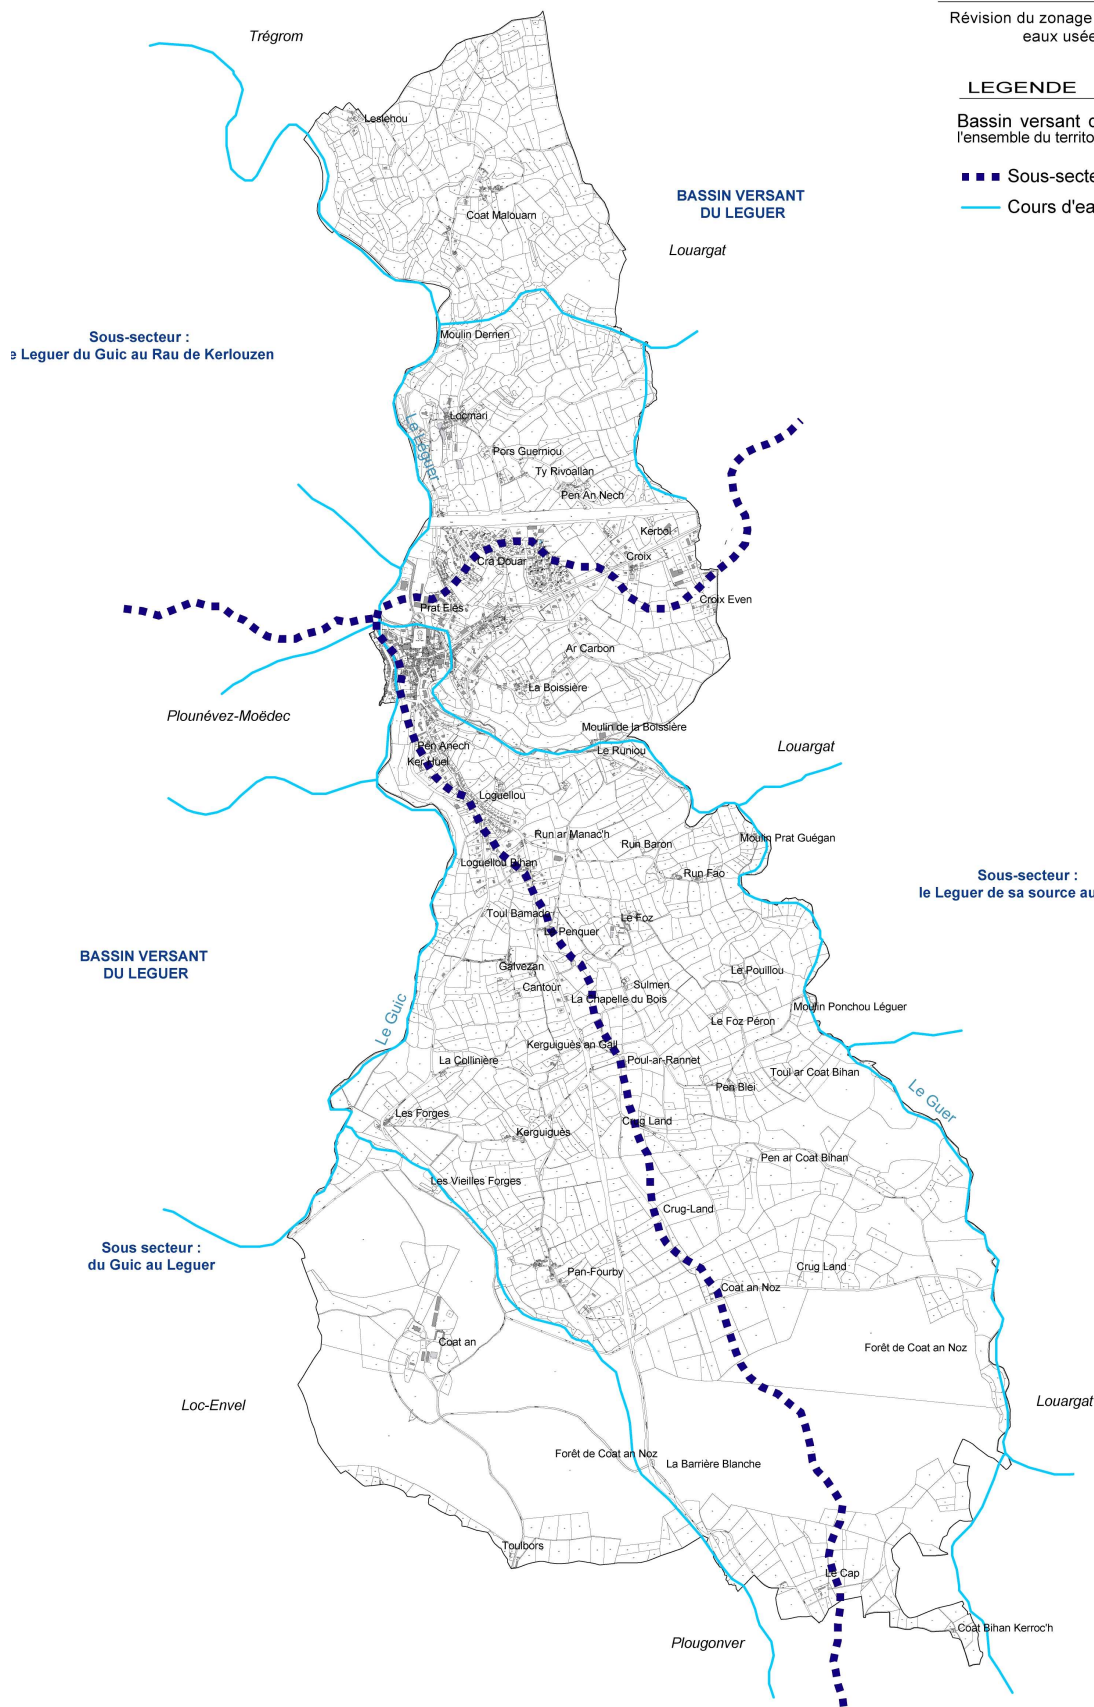 Révision du zonage
eaux usée
LEGENDE
Bassin versant d
l'ensemble du territo
Sous-secte
Cours d'ea
Trégrom
Leslehou
Coat Malouarn
BASSIN VERSANT
DU LEGUER
Louargat
Moulin Derrien
Sous-secteur :
e Leguer du Guic au Rau de Kerlouzen
Le Léguer
Locmari
Pors Guerniou
Ty Rivoallan
Pen An Nech
Kerbol
Croix
Cra Douar
Croix Even
Prat Eles
Ar Carbon
La Boissière
Plounévez-Moëdec
Moulin de la Boissière
Pen Anech
Le Runiou
Louargat
Ker Huel
Loguellou
Run ar Manac'h
Run Baron
Moulin Prat Guégan
Loguellou Bihan
Run Fao
Sous-secteur :
le Leguer de sa source au
Toul Bamade
Le Foz
Le Penquer
BASSIN VERSANT
DU LEGUER
Galvezan
Le Pouillou
Cantour
Sulmen
La Chapelle du Bois
Moulin Ponchou Léguer
Le Guic
Le Foz Péron
Kerguiguès an Gall
La Collinière
Poul-ar-Rannet
Toul ar Coat Bihan
Pen Blei
Le Guer
Les Forges
Crug Land
Kerguiguès
Pen ar Coat Bihan
Les Vieilles Forges
Crug-Land
Sous secteur :
du Guic au Leguer
Pan-Fourby
Crug Land
Coat an Noz
Coat an
Forêt de Coat an Noz
Loc-Envel
Louargat
Forêt de Coat an Noz
La Barrière Blanche
Toulbors
Le Cap
Coat Bihan Kerroc'h
Plougonver